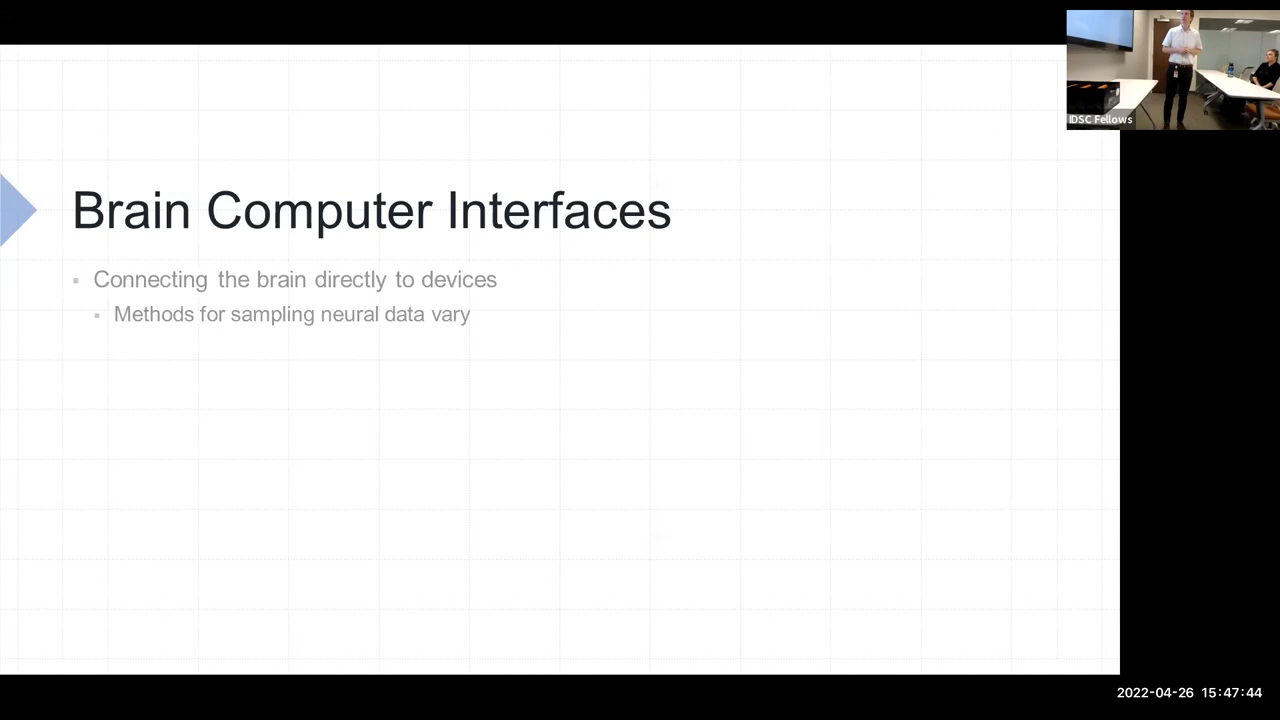 IDSC Fellows
Brain Computer Interfaces
▪ Connecting the brain directly to devices
▪ Methods for sampling neural data vary
2022-04-26 15:47:44